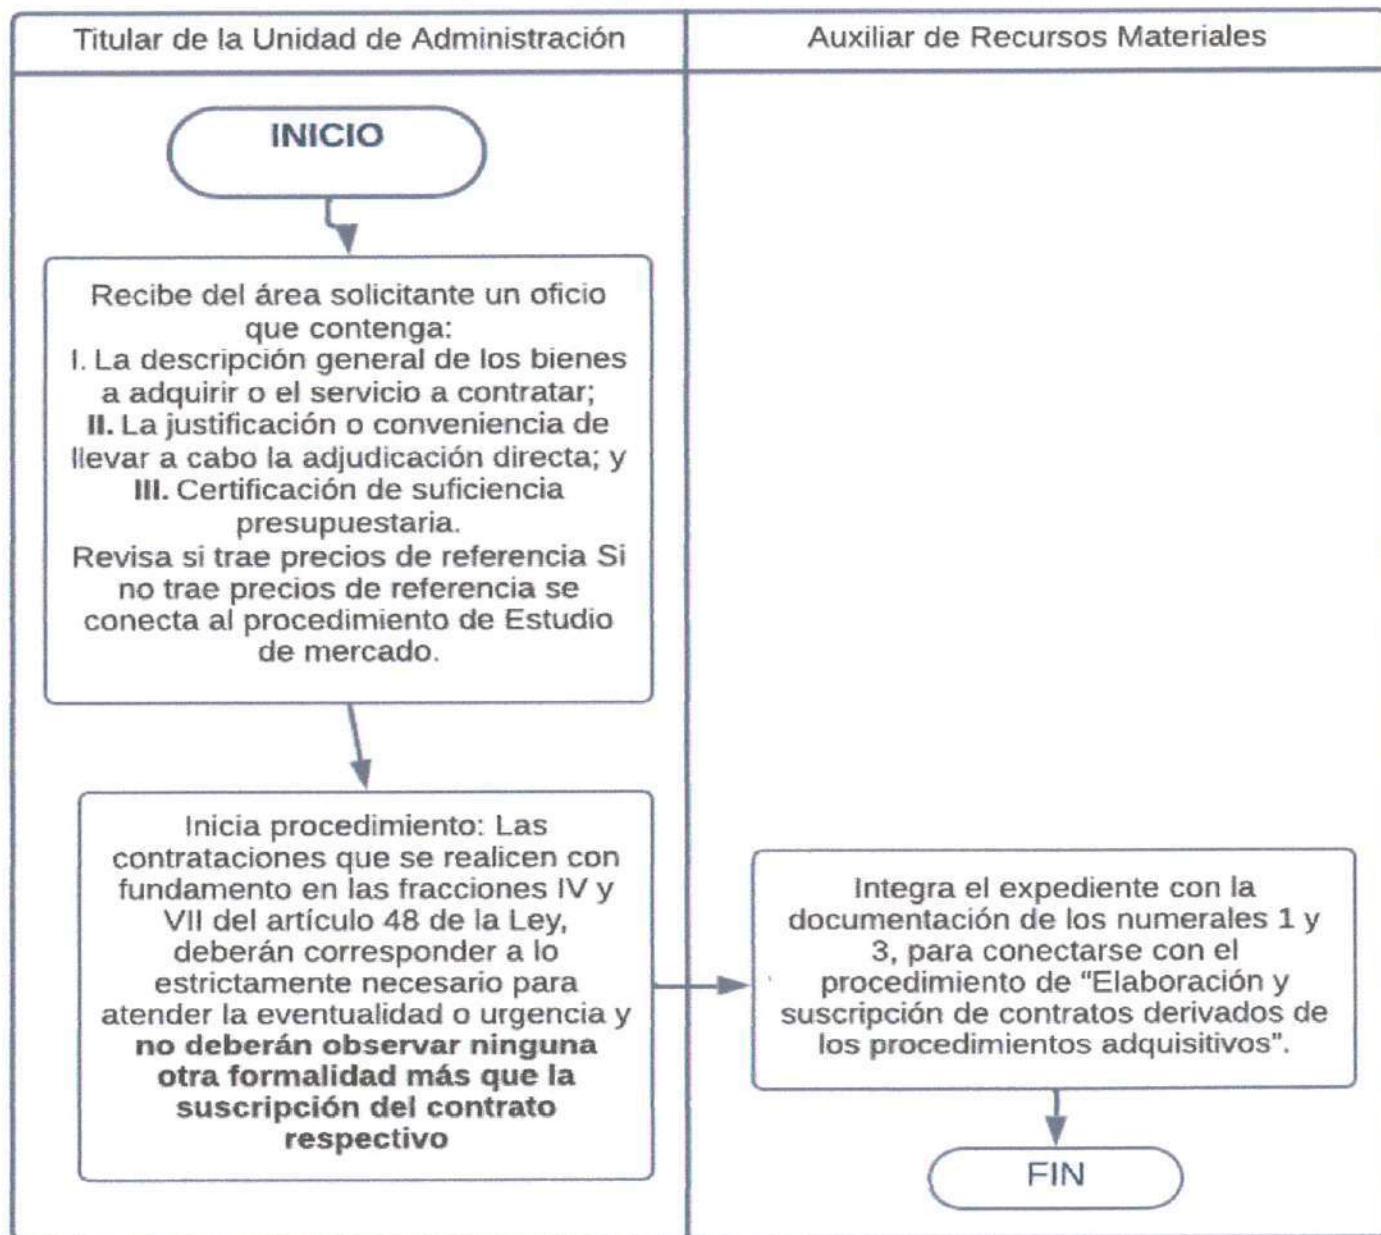 Titular de la Unidad de Administración
Auxiliar de Recursos Materiales
INICIO
Recibe del área solicitante un oficio
que contenga:
I. La descripción general de los bienes
a adquirir o el servicio a contratar;
II. La justificación o conveniencia de
llevar a cabo la adjudicación directa; y
III. Certificación de suficiencia
presupuestaria.
Revisa si trae precios de referencia Si
no trae precios de referencia se
conecta al procedimiento de Estudio
de mercado.
Inicia procedimiento: Las
contrataciones que se realicen con
fundamento en las fracciones IV y
VII del artículo 48 de la Ley,
deberán corresponder a lo
estrictamente necesario para
atender la eventualidad o urgencia y
no deberán observar ninguna
otra formalidad más que la
suscripción del contrato
respectivo
Integra el expediente con la
documentación de los numerales 1 y
3, para conectarse con el
procedimiento de "Elaboración y
suscripción de contratos derivados de
los procedimientos adquisitivos".
FIN